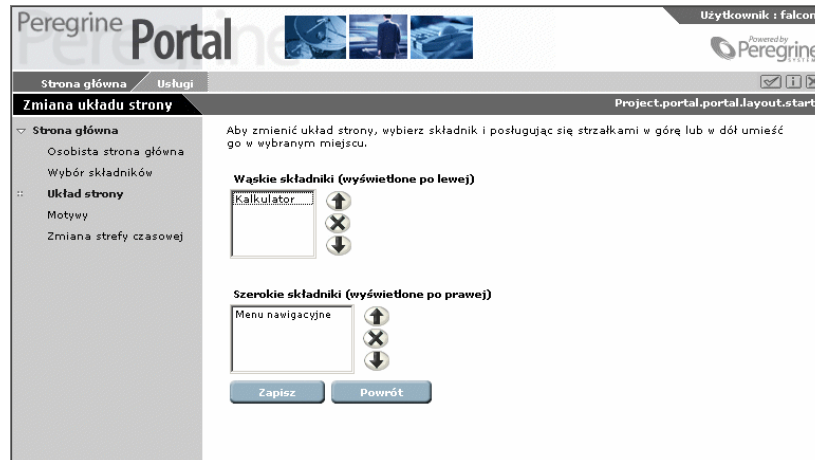 Peregrine Portal
Użytkownik : falcon
Powered by
Peregrine
SYSTEM
Strona główna
Usługi
Zmiana układu strony
Project.portal.portal.layout.start
Strona główna
Osobista strona główna
Wybór składników
Układ strony
Motywy
Zmiana strefy czasowej
Aby zmienić układ strony, wybierz składnik i posługując się strzałkami w górę lub w dół umieść
go w wybranym miejscu.
Wąskie składniki (wyświetlone po lewej)
Kalkulator
Szerokie składniki (wyświetlone po prawej)
Menu nawigacyjne
Zapisz
Powrót